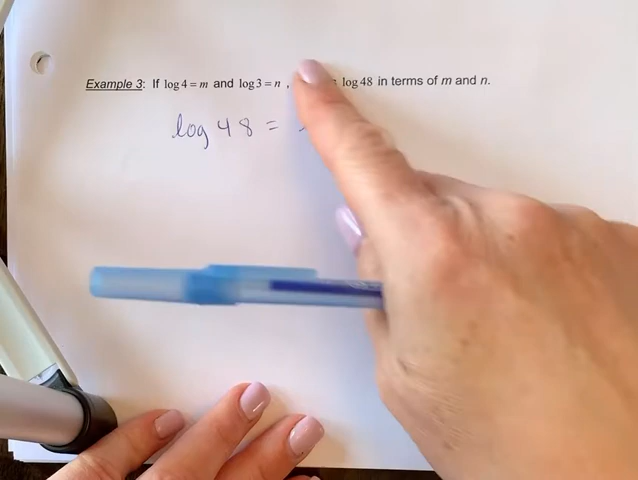 Example 3: If log 4 = m and log 3 = n , log 48 in terms of m and n.
log 48 =